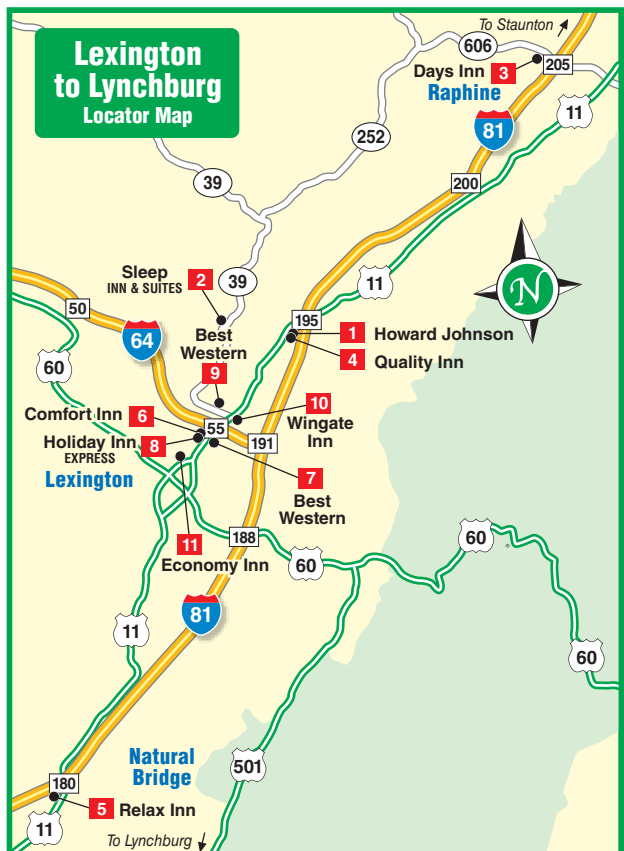 Lexington
to Lynchburg
Locator Map
To Staunton
606
Days Inn 3
205
Raphine
11
81
252
39
200
Sleep
INN & SUITES
2
39
11
50
64
195
1 Howard Johnson
Best
Western
4 Quality Inn
60
9
10
Wingate
Inn
Comfort Inn 6
55
Holiday Inn 8
EXPRESS
191
Lexington
7
Best
Western
188
11
Economy Inn
60
60
81
11
60
Natural
Bridge
501
180
5 Relax Inn
11
To Lynchburg
N